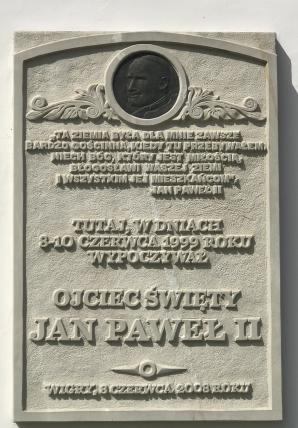 „TA ZIEMIA BYŁA DLA MNIE ZAWSZE
BARDZO GOŚCINNA, KIEDY TU PRZEBYWAŁEM.
NIECH BÓG, KTÓRY JEST MIŁOŚCIĄ,
BŁOGOSŁAWI WASZEJ ZIEMI
I WSZYSTKIM JEJ MIESZKAŃCOM”.
JAN PAWEŁ II
TUTAJ, W DNIACH
8-10 CZERWCA 1999 ROKU
WYPOCZYWAŁ
OJCIEC ŚWIĘTY
JAN PAWEŁ II
WIGRY, 8 CZERWCA 2008 ROKU